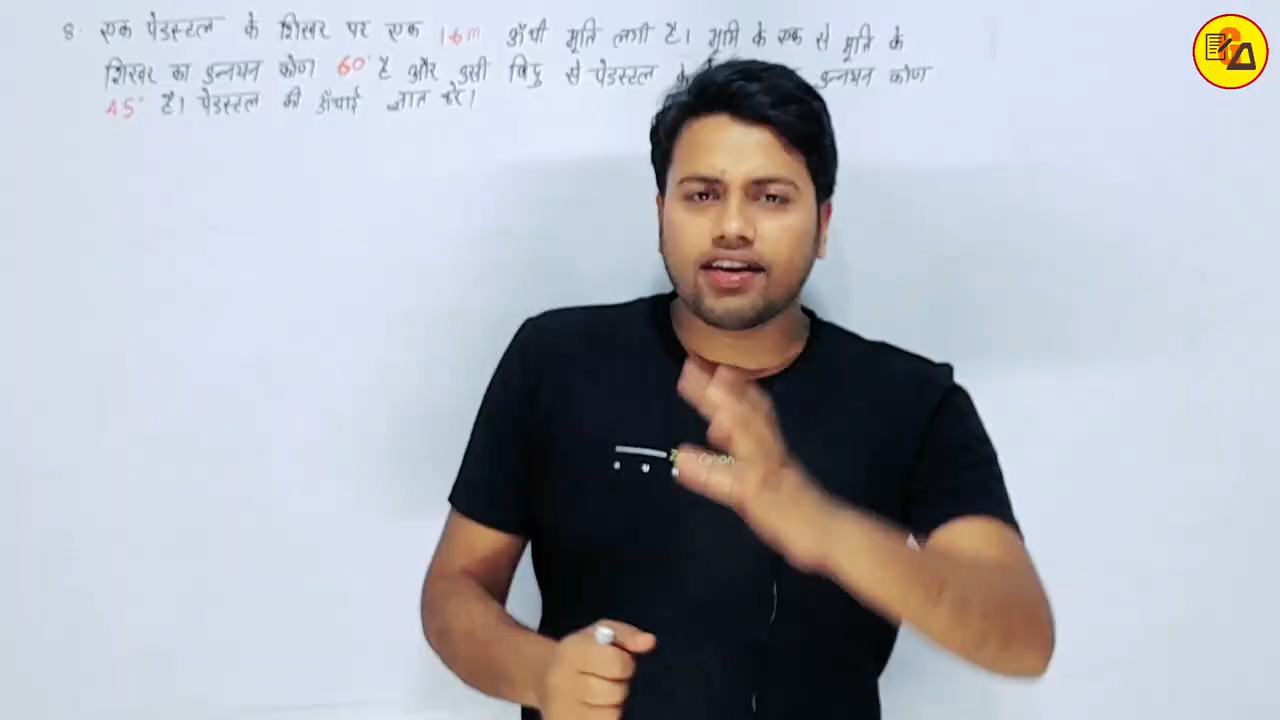 8. एक पेडस्टल के शिखर पर एक 1.6m ऊँची मूर्ति लगी है। भूमि के एक से मूर्ति के
शिखर का उन्नयन कोण 60° है और उसी बिंदु से पेडस्टल के उन्नयन कोण
45° है। पेडस्टल की ऊँचाई ज्ञात करें।